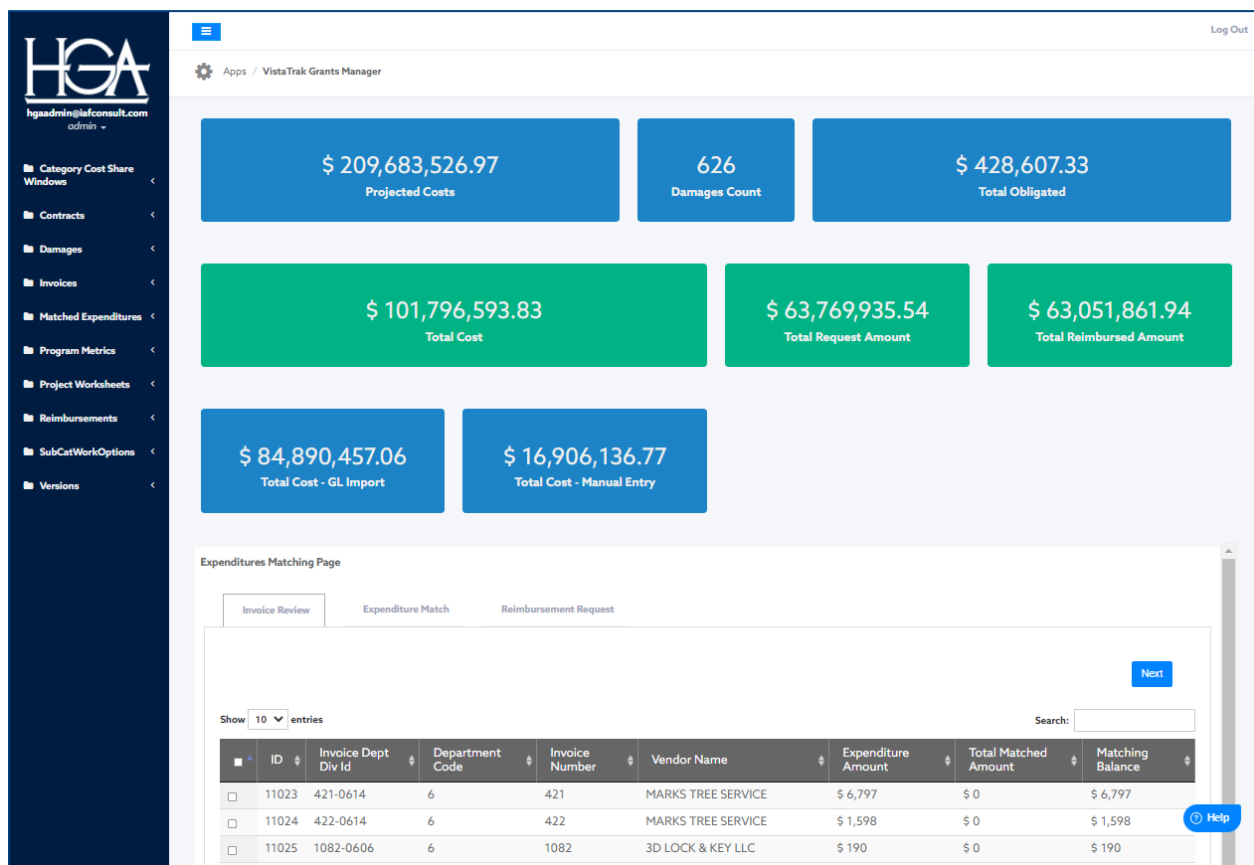 HGA
hgaadmin@iafconsult.com
admin
Category Cost Share
Windows
Contracts
Damages
Invoices
Matched Expenditures
Program Metrics
Project Worksheets
Reimbursements
SubCatWorkOptions
Versions
Log Out
Apps / VistaTrak Grants Manager
$ 209,683,526.97
Projected Costs
626
Damages Count
$ 428,607.33
Total Obligated
$ 101,796,593.83
Total Cost
$ 63,769,935.54
Total Request Amount
$ 63,051,861.94
Total Reimbursed Amount
$ 84,890,457.06
Total Cost - GL Import
$ 16,906,136.77
Total Cost - Manual Entry
Expenditures Matching Page
Invoice Review Expenditure Match Reimbursement Request
Next
Show 10 entries Search:
ID Invoice Dept Div Id Department Code Invoice Number Vendor Name Expenditure Amount Total Matched Amount Matching Balance
11023 421-0614 6 421 MARKS TREE SERVICE $ 6,797 $ 0 $ 6,797
11024 422-0614 6 422 MARKS TREE SERVICE $ 1,598 $ 0 $ 1,598
11025 1082-0606 6 1082 3D LOCK & KEY LLC $ 190 $ 0 $ 190
Help